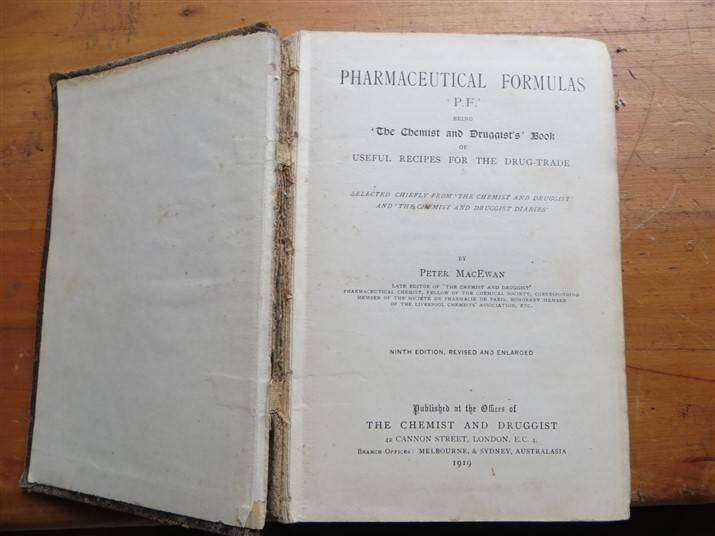 PHARMACEUTICAL FORMULAS
'P.F.'
BEING
'The Chemist and Druggist's' Book
OF
USEFUL RECIPES FOR THE DRUG-TRADE
SELECTED CHIEFLY FROM 'THE CHEMIST AND DRUGGIST'
AND 'THE CHEMIST AND DRUGGIST DIARIES'
BY
PETER MACEWAN
LATE EDITOR OF 'THE CHEMIST AND DRUGGIST'
PHARMACEUTICAL CHEMIST, FELLOW OF THE CHEMICAL SOCIETY, CORRESPONDING
MEMBER OF THE SOCIÉTÉ DE PHARMACIE DE PARIS, HONORARY MEMBER
OF THE LIVERPOOL CHEMISTS' ASSOCIATION, ETC.
NINTH EDITION, REVISED AND ENLARGED
Published at the Offices of
THE CHEMIST AND DRUGGIST
42 CANNON STREET, LONDON, E.C. 4.
BRANCH OFFICES: MELBOURNE, & SYDNEY, AUSTRALASIA
1919